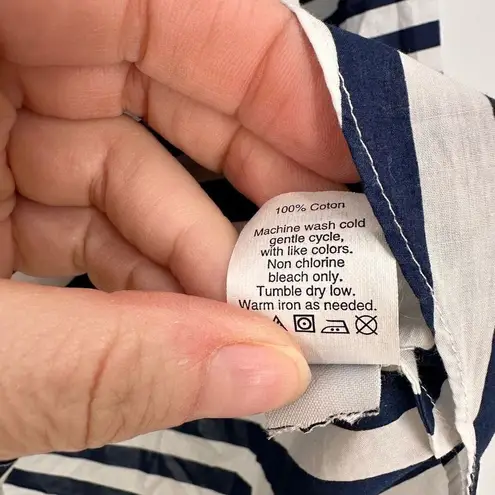 100% Coton
Machine wash cold
gentle cycle,
with like colors.
Non chlorine
bleach only.
Tumble dry low.
Warm iron as needed.